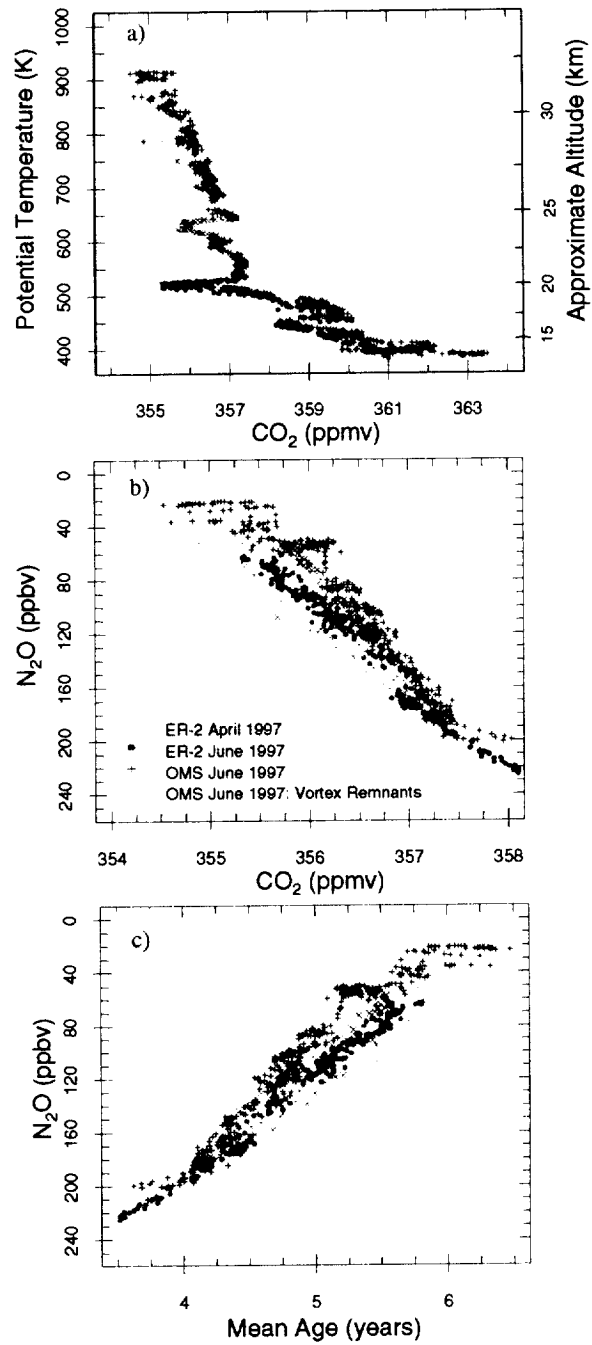 a)
Potential Temperature (K)
1000
900
800
700
600
500
400
Approximate Altitude (km)
30
25
20
15
355 357 359 361 363
CO2 (ppmv)
b)
N2O (ppbv)
0
40
80
120
160
200
240
ER-2 April 1997
ER-2 June 1997
OMS June 1997
OMS June 1997: Vortex Remnants
354 355 356 357 358
CO2 (ppmv)
c)
N2O (ppbv)
0
40
80
120
160
200
240
4 5 6
Mean Age (years)